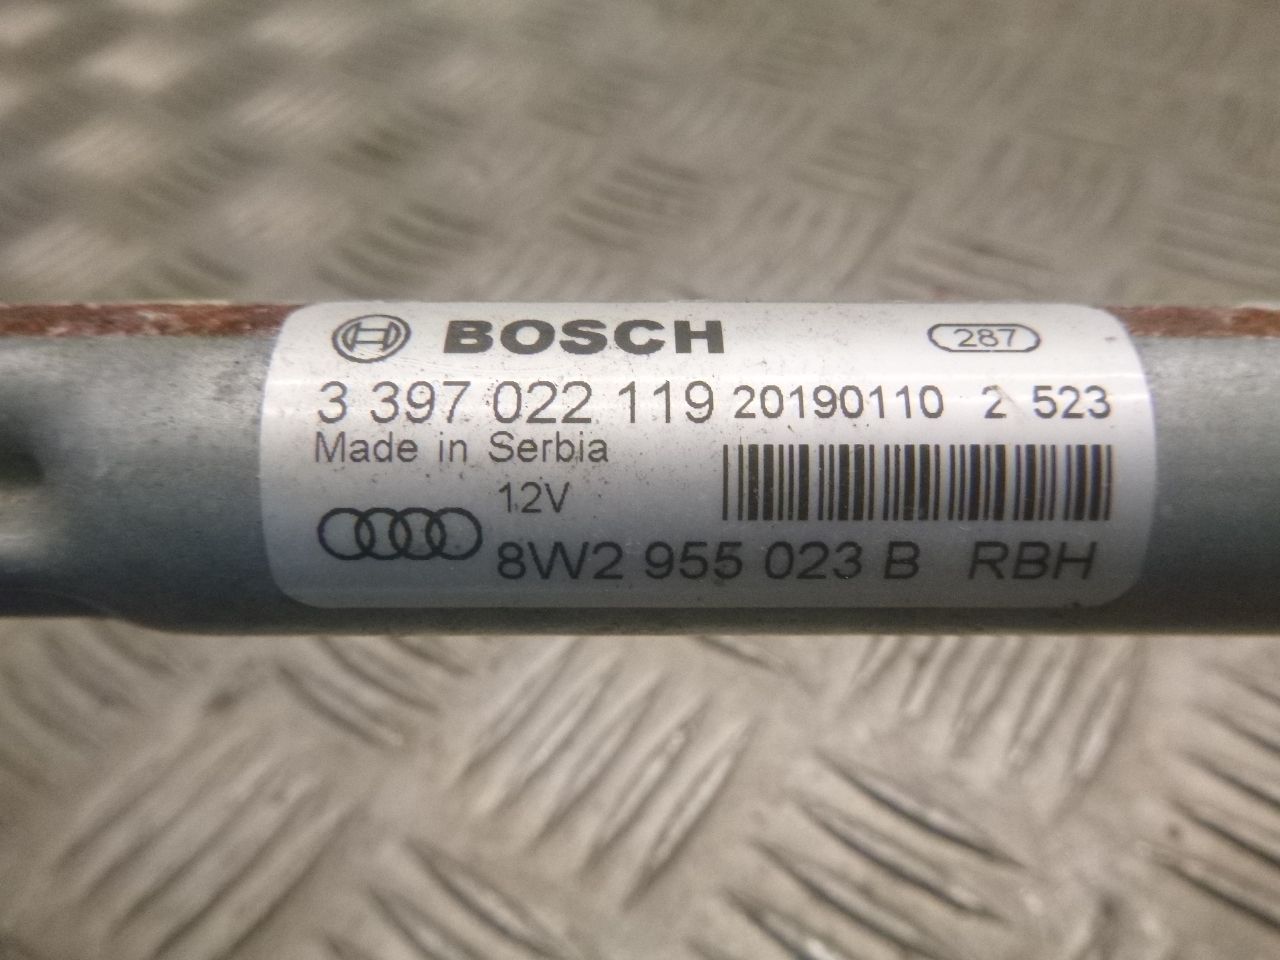 BOSCH 287
3 397 022 119 20190110 2 523
Made in Serbia
12V
8W2 955 023 B RBH